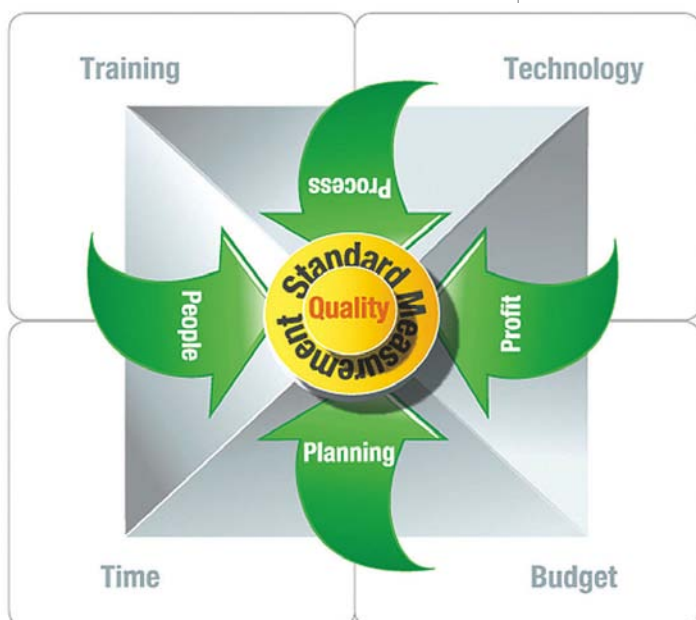 Training
Technology
Process
Standard Measurement
Quality
People
Profit
Planning
Time
Budget